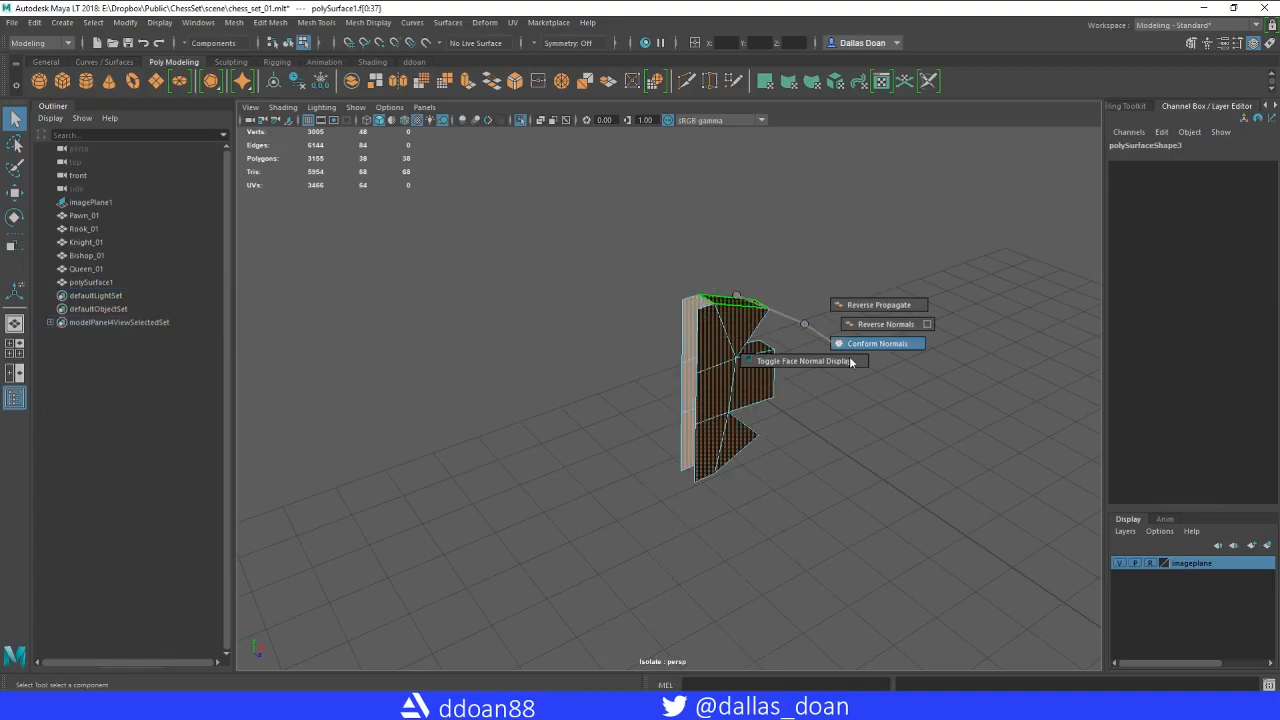 Autodesk Maya LT 2018: E:\Dropbox\ChessSet\scene\chess_set_01.mlt* --- polySurface1.f[0:37]
File Edit Create Select Modify Display Windows Mesh Edit Mesh Mesh Tools Mesh Display Curves Surfaces Deform UV Marketplace Help
Workspace : Modeling - Standard*
Modeling Components No Live Surface Symmetry: Off X: Y: Z: Dallas Doan
General Curves / Surfaces Poly Modeling Sculpting Rigging Animation Shading ddoan
Outliner
Display Show Help
Search...
persp
top
front
side
imagePlane1
Pawn_01
Rook_01
Knight_01
Bishop_01
Queen_01
polySurface1
defaultLightSet
defaultObjectSet
modelPanel4ViewSelectedSet
View Shading Lighting Show Options Panels
0.00 1.00 sRGB gamma
Verts: 3005 48 0
Edges: 6144 84 0
Polygons: 3155 38 38
Tris: 5954 68 68
UVs: 3466 64 0
Reverse Propagate
Reverse Normals
Conform Normals
Toggle Face Normal Display
Isolate : persp
ling Toolkit Channel Box / Layer Editor
Channels Edit Object Show
polySurfaceShape3
Display Anim
Layers Options Help
V P R imageplane
Select Tool: select a component
MEL
ddoan88 @dallas_doan